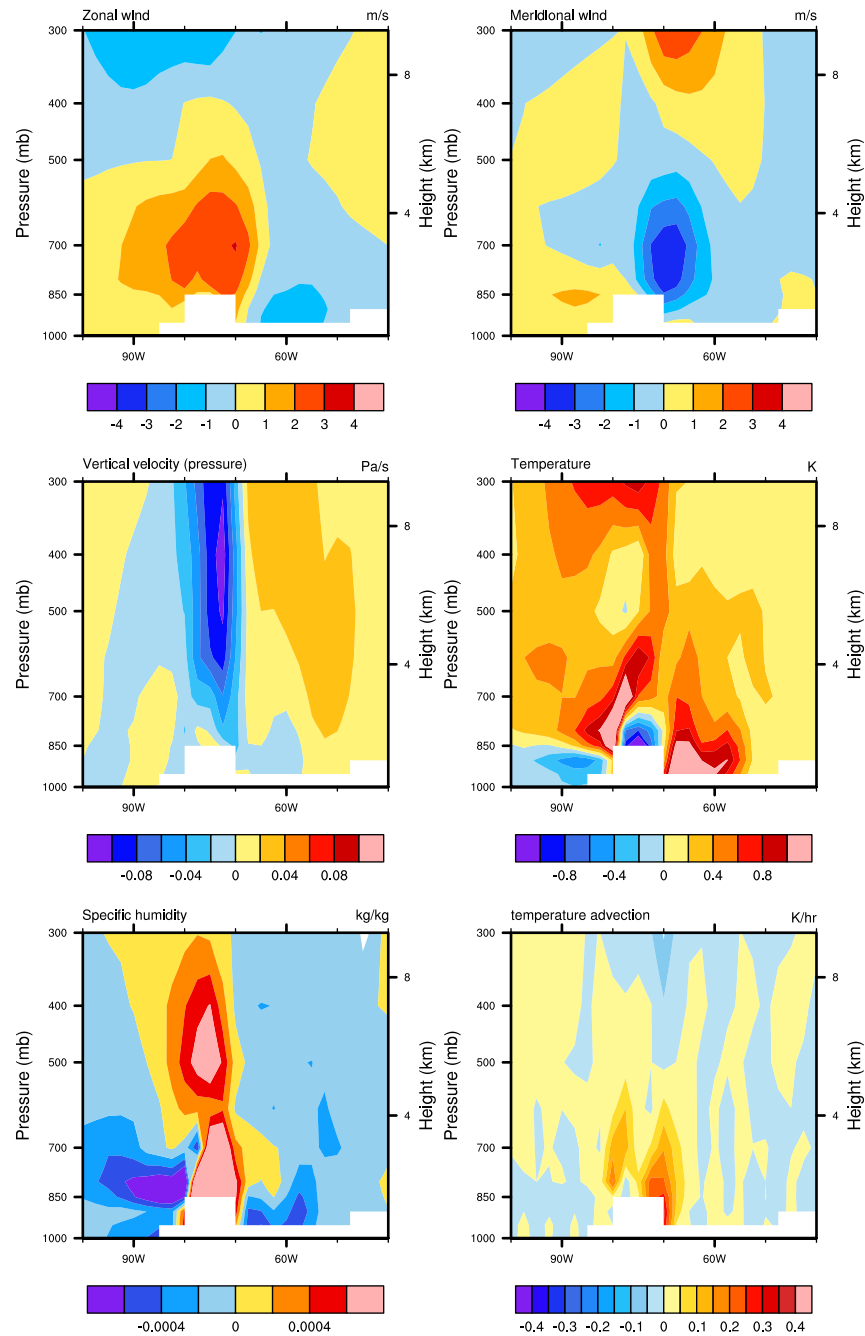 Zonal wind m/s
Pressure (mb)
300
400
500
700
850
1000
8
4
Height (km)
90W 60W
-4 -3 -2 -1 0 1 2 3 4
Meridional wind m/s
Pressure (mb)
300
400
500
700
850
1000
8
4
Height (km)
90W 60W
-4 -3 -2 -1 0 1 2 3 4
Vertical velocity (pressure) Pa/s
Pressure (mb)
300
400
500
700
850
1000
8
4
Height (km)
90W 60W
-0.08 -0.04 0 0.04 0.08
Temperature K
Pressure (mb)
300
400
500
700
850
1000
8
4
Height (km)
90W 60W
-0.8 -0.4 0 0.4 0.8
Specific humidity kg/kg
Pressure (mb)
300
400
500
700
850
1000
8
4
Height (km)
90W 60W
-0.0004 0 0.0004
temperature advection K/hr
Pressure (mb)
300
400
500
700
850
1000
8
4
Height (km)
90W 60W
-0.4 -0.3 -0.2 -0.1 0 0.1 0.2 0.3 0.4